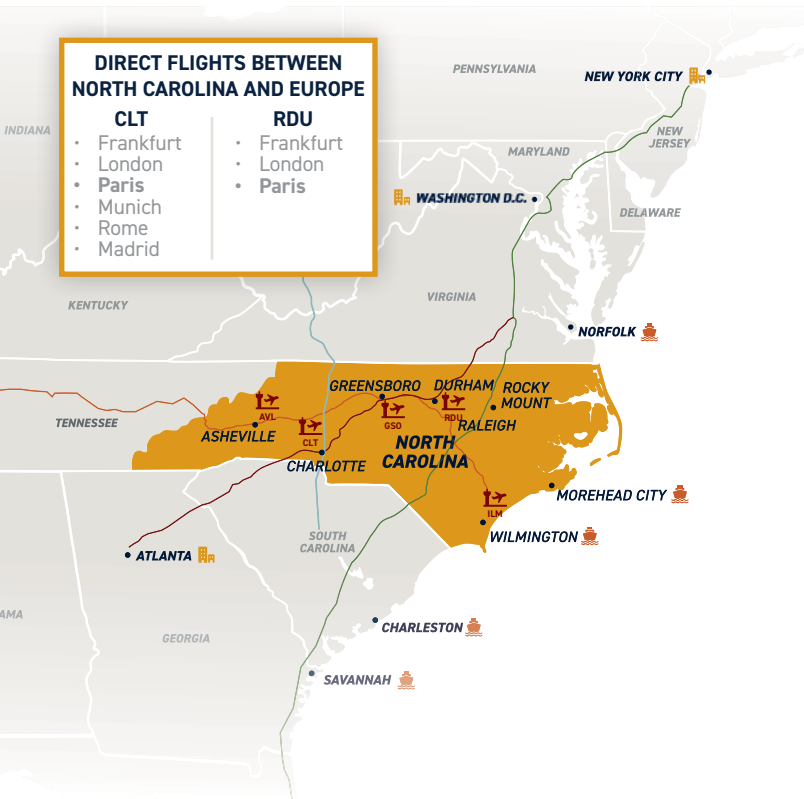 DIRECT FLIGHTS BETWEEN
NORTH CAROLINA AND EUROPE
CLT
• Frankfurt
• London
• Paris
• Munich
• Rome
• Madrid
RDU
• Frankfurt
• London
• Paris
PENNSYLVANIA
NEW YORK CITY
INDIANA
NEW
JERSEY
MARYLAND
WASHINGTON D.C.
DELAWARE
KENTUCKY
VIRGINIA
NORFOLK
GREENSBORO
DURHAM
ROCKY
MOUNT
AVL
GSO
RDU
TENNESSEE
ASHEVILLE
CLT
RALEIGH
NORTH
CAROLINA
CHARLOTTE
MOREHEAD CITY
ILM
WILMINGTON
SOUTH
CAROLINA
ATLANTA
AMA
GEORGIA
CHARLESTON
SAVANNAH